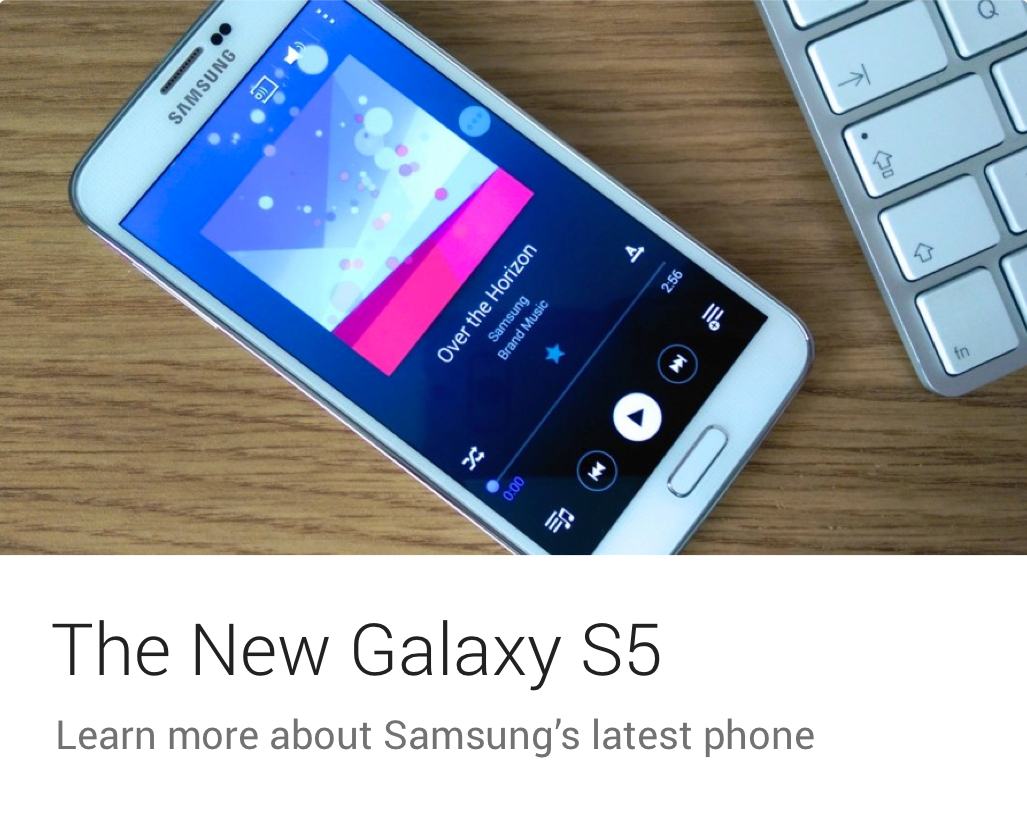 SAMSUNG
Over the Horizon
Samsung
Brand Music
2:56
0:00
A
Q
fn
The New Galaxy S5
Learn more about Samsung’s latest phone